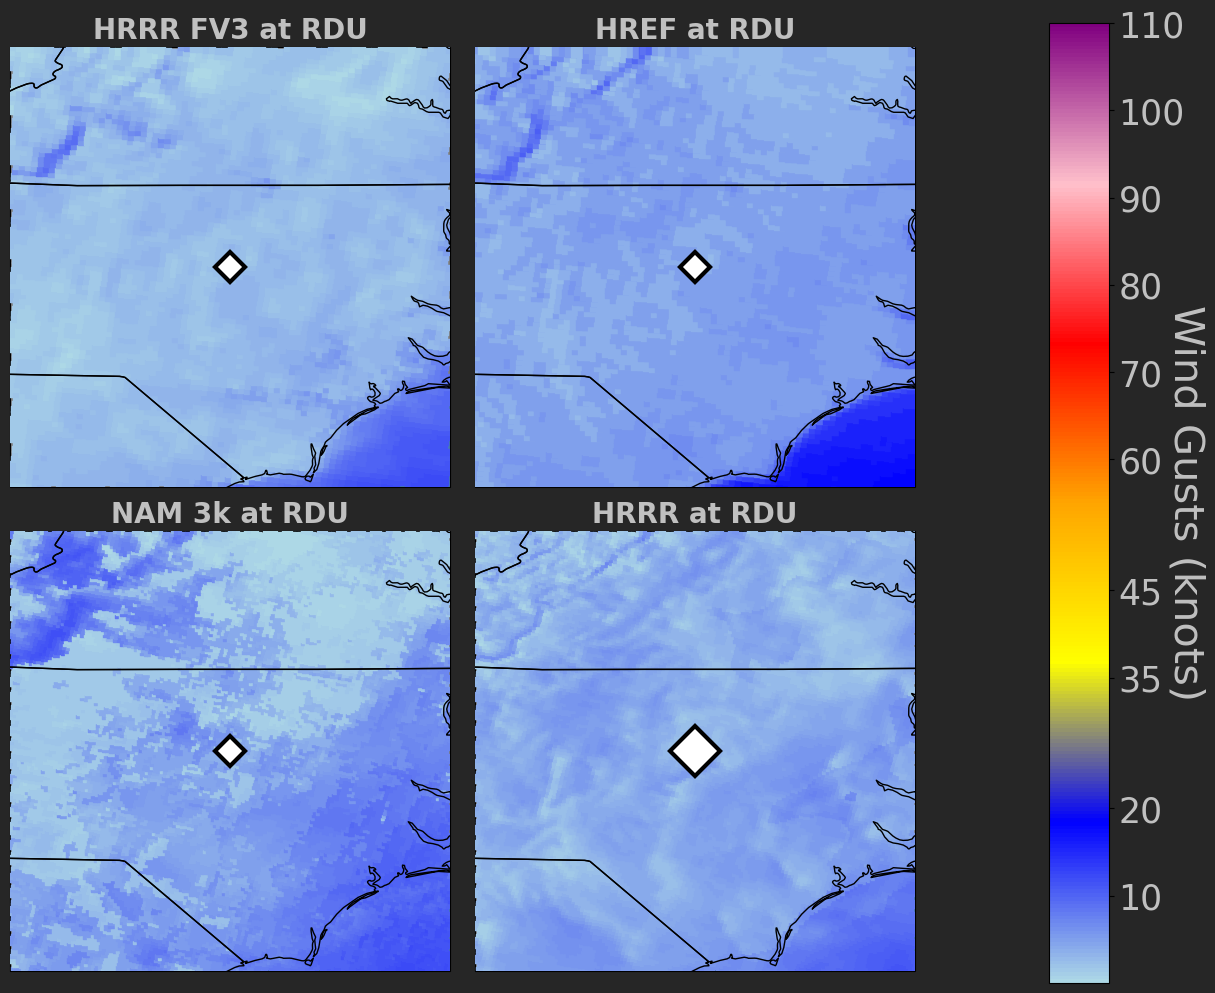 HRRR FV3 at RDU
HREF at RDU
NAM 3k at RDU
HRRR at RDU
110
100
90
80
70
60
45
35
20
10
Wind Gusts (knots)